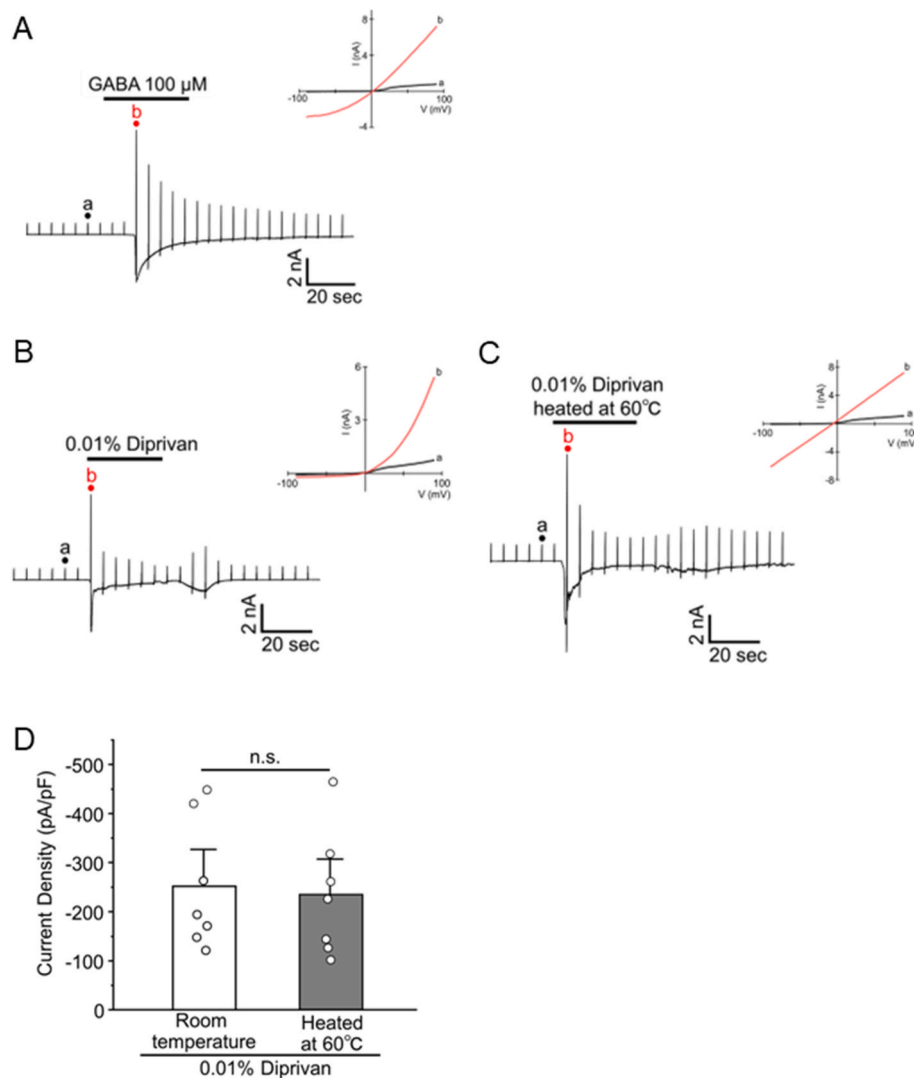 A
GABA 100 µM
b
a
2 nA
20 sec
8
b
4
I (nA)
a
-100
100
V (mV)
-4
B
0.01% Diprivan
b
a
2 nA
20 sec
6
b
3
I (nA)
a
-100
100
V (mV)
C
0.01% Diprivan
heated at 60°C
b
a
2 nA
20 sec
8
b
4
I (nA)
a
-100
100
V (mV)
-4
-8
D
Current Density (pA/pF)
-500
-400
-300
-200
-100
0
n.s.
Room
temperature
Heated
at 60°C
0.01% Diprivan